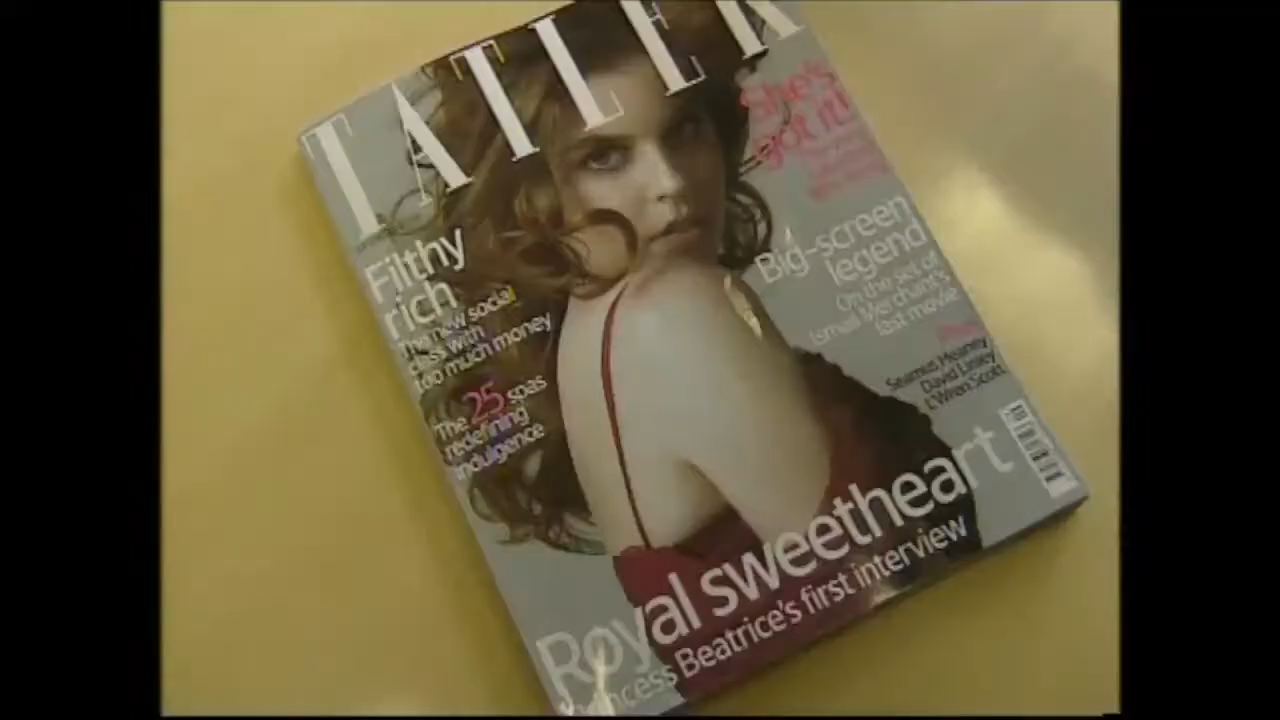 TATLER
She's
got it!
Filthy
rich
The new social
class with
too much money
The 25 spas
redefining
indulgence
Big-screen
legend
On the set of
Ismail Merchant's
last movie
Seamus Heaney
David Linley
L'Wren Scott
Royal sweetheart
Princess Beatrice's first interview